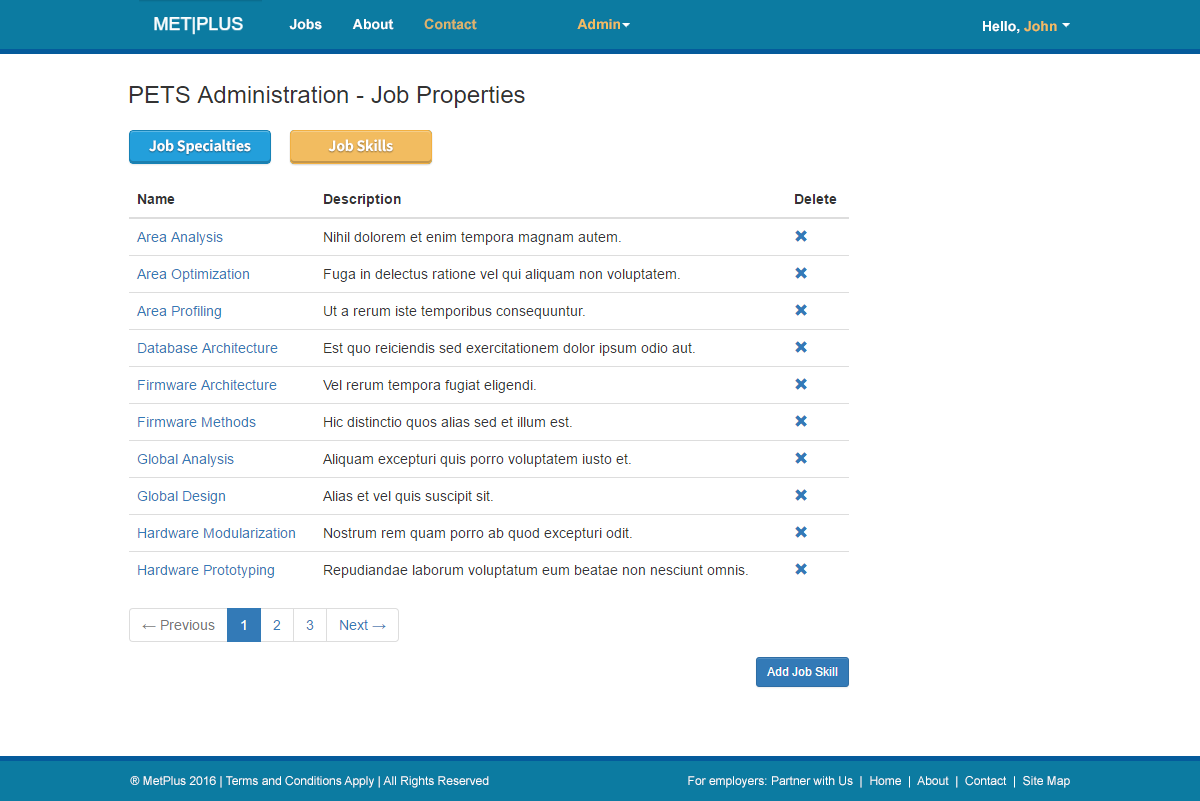 MET|PLUS Jobs About Contact Admin Hello, John
PETS Administration - Job Properties
Job Specialties Job Skills
Name Description Delete
Area Analysis Nihil dolorem et enim tempora magnam autem.
Area Optimization Fuga in delectus ratione vel qui aliquam non voluptatem.
Area Profiling Ut a rerum iste temporibus consequuntur.
Database Architecture Est quo reiciendis sed exercitationem dolor ipsum odio aut.
Firmware Architecture Vel rerum tempora fugiat eligendi.
Firmware Methods Hic distinctio quos alias sed et illum est.
Global Analysis Aliquam excepturi quis porro voluptatem iusto et.
Global Design Alias et vel quis suscipit sit.
Hardware Modularization Nostrum rem quam porro ab quod excepturi odit.
Hardware Prototyping Repudiandae laborum voluptatum eum beatae non nesciunt omnis.
← Previous 1 2 3 Next →
Add Job Skill
® MetPlus 2016 | Terms and Conditions Apply | All Rights Reserved For employers: Partner with Us | Home | About | Contact | Site Map